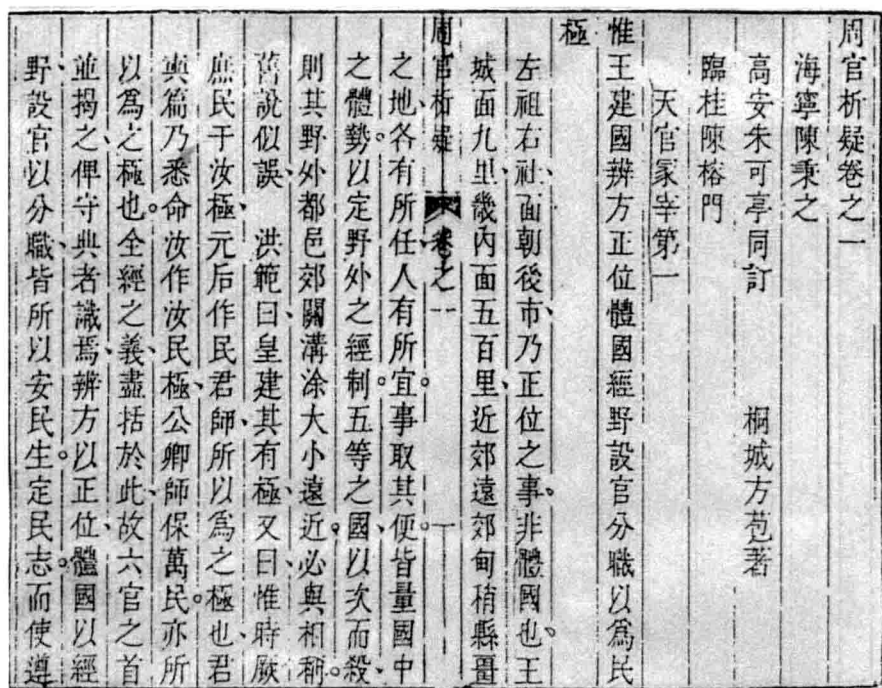 周官析疑卷之一
海寧陳秉之
高安朱可亭同訂　桐城方苞著
臨桂陳榕門
天官冢宰第一
惟王建國辨方正位體國經野設官分職以爲民
極
左祖右社、面朝後市、乃正位之事、非體國也、王
城面九里、畿内面五百里、近郊遠郊甸稍縣畺
周官析疑　卷之一　一
之地、各有所任、人有所宜。事取其便。皆量國中
之體勢。以定野外之經制。五等之國、以次而殺、
則其野外都邑郊關溝涂大小遠近。必與相稱。
舊說似誤、　洪範曰、皇建其有極、又曰惟時厥
庶民于汝極、元后作民君師、所以爲之極也、君
奭篇乃悉命汝作汝民極、公卿師保萬民。亦所
以爲之極也。全經之義、盡括於此、故六官之首
並揭之、俾守典者識焉、辨方以正位、體國以經
野、設官以分職、皆所以安民生。定民志。而使遵